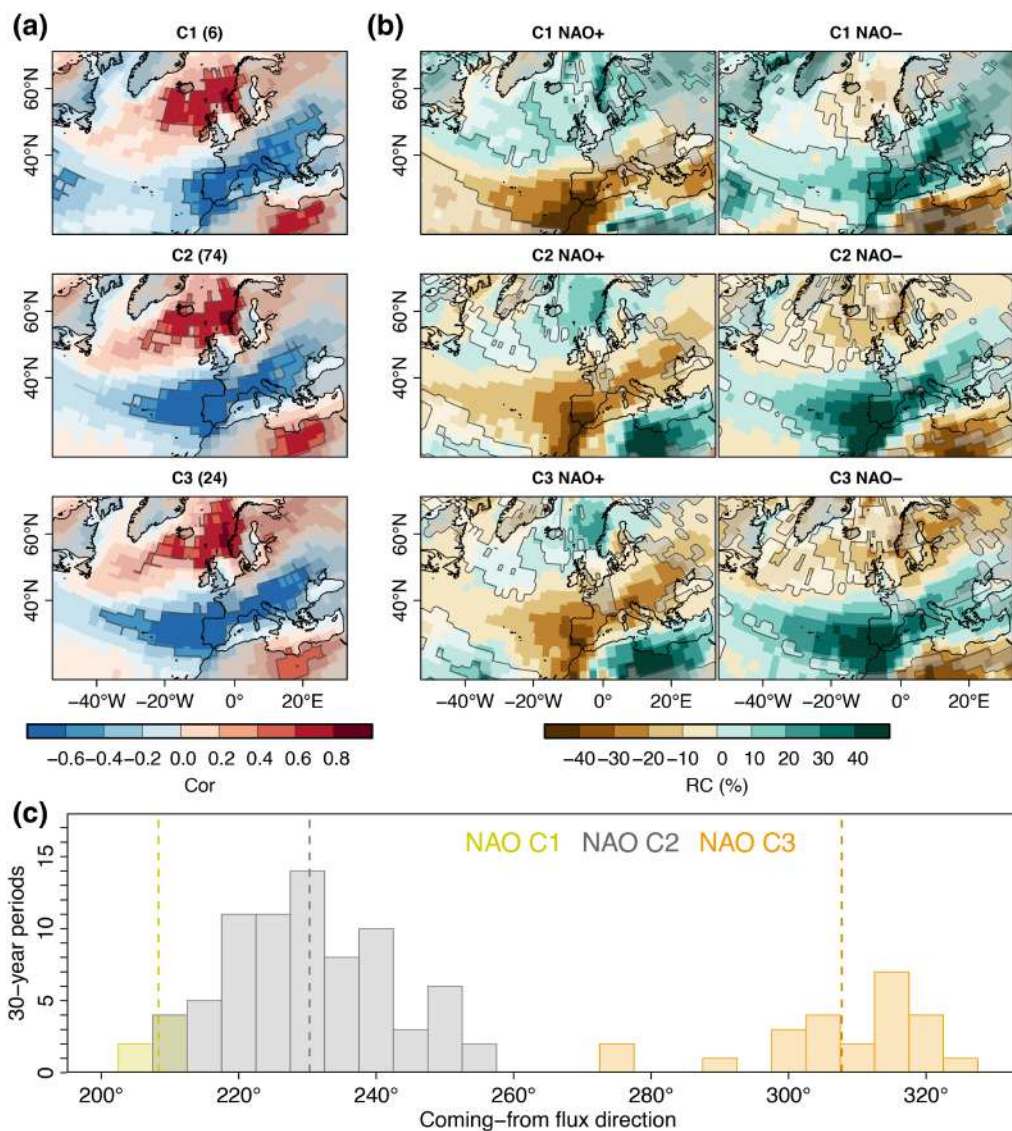 (a)
(b)
C1 (6)
C1 NAO+
C1 NAO−
60°N
40°N
C2 (74)
C2 NAO+
C2 NAO−
60°N
40°N
C3 (24)
C3 NAO+
C3 NAO−
60°N
40°N
−40°W −20°W 0° 20°E
−40°W −20°W 0° 20°E
−40°W −20°W 0° 20°E
−0.6 −0.4 −0.2 0.0 0.2 0.4 0.6 0.8
Cor
−40 −30 −20 −10 0 10 20 30 40
RC (%)
(c)
NAO C1 NAO C2 NAO C3
30−year periods
15
10
5
0
200° 220° 240° 260° 280° 300° 320°
Coming−from flux direction